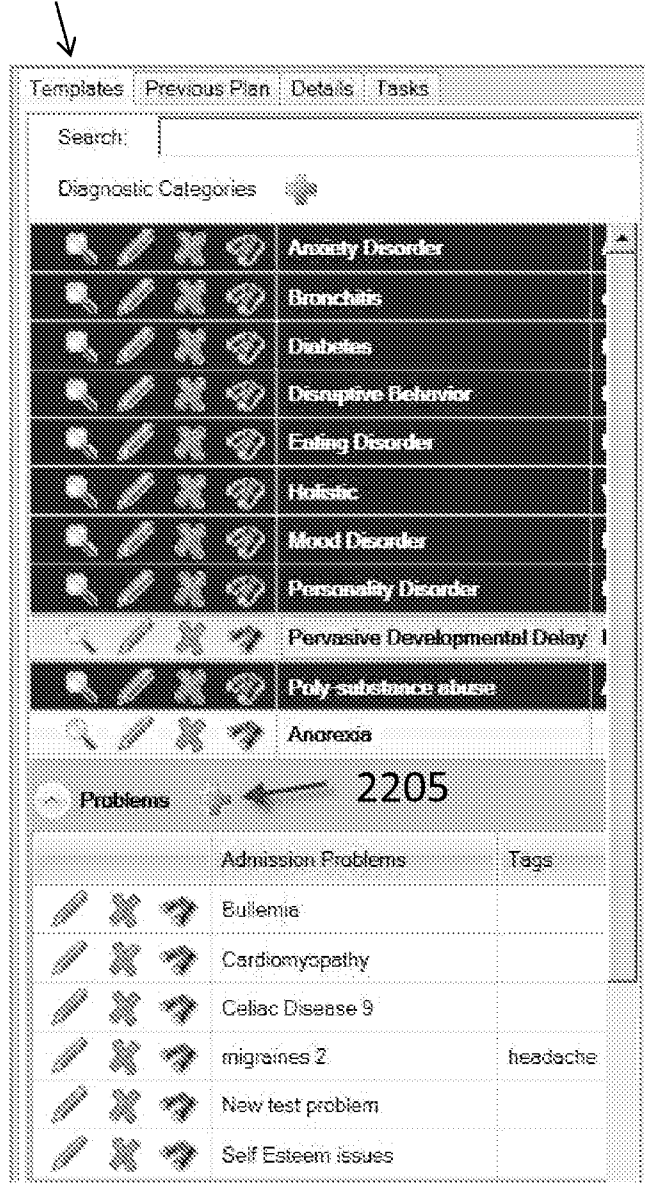 Templates Previous Plan Details Tasks
Search:
Diagnostic Categories
Anxiety Disorder
Bronchitis
Diabetes
Disruptive Behavior
Eating Disorder
Holistic
Mood Disorder
Personality Disorder
Pervasive Developmental Delay
Poly-substance abuse
Anorexia
Problems 2205
Admission Problems Tags
Bullemia
Cardiomyopathy
Celiac Disease 9
migraines 2 headache
New test problem
Self Esteem issues